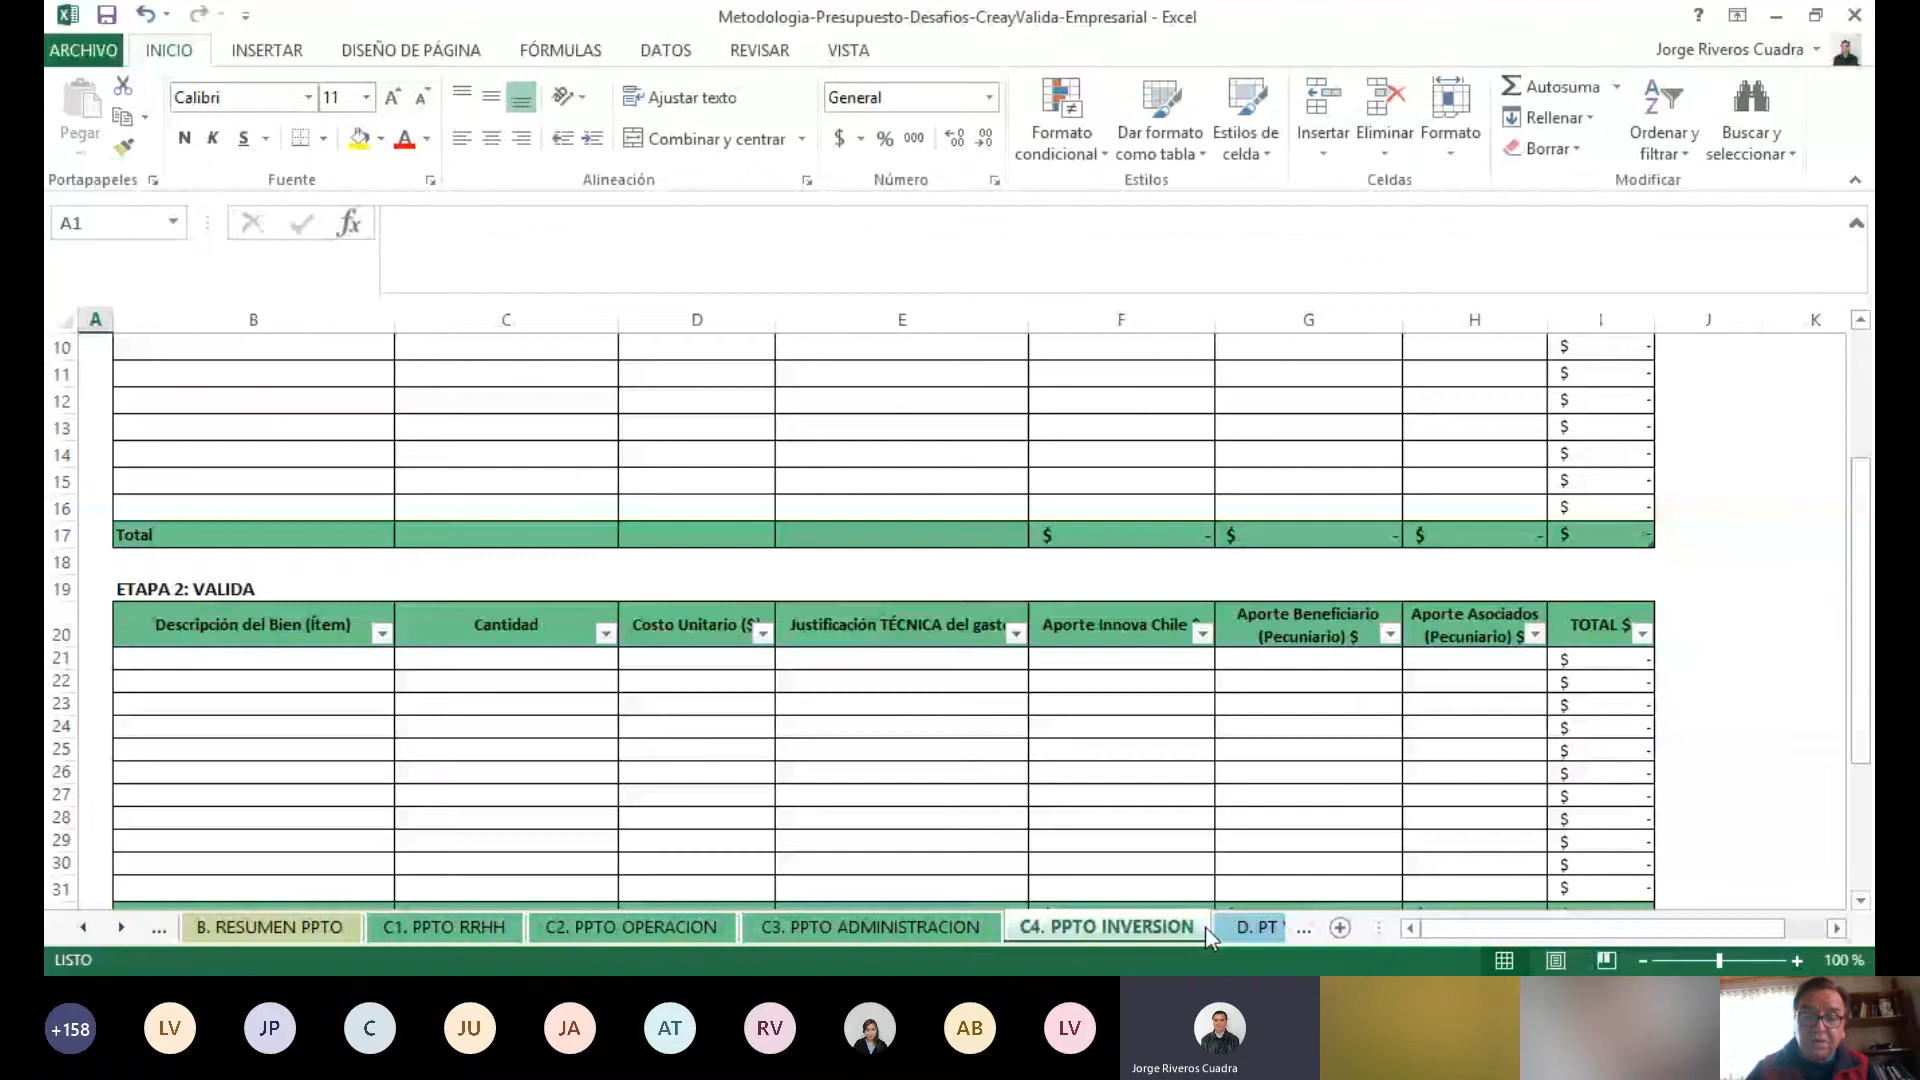 Metodologia-Presupuesto-Desafios-CreayValida-Empresarial - Excel
ARCHIVO INICIO INSERTAR DISEÑO DE PÁGINA FÓRMULAS DATOS REVISAR VISTA Jorge Riveros Cuadra
Pegar
Portapapeles
Calibri 11
N K S
Fuente
Ajustar texto
Combinar y centrar
Alineación
General
$ % 000
Número
Formato condicional
Dar formato como tabla
Estilos de celda
Estilos
Insertar
Eliminar
Formato
Celdas
Autosuma
Rellenar
Borrar
Ordenar y filtrar
Buscar y seleccionar
Modificar
A1
fx
A B C D E F G H I J K
10 $ -
11 $ -
12 $ -
13 $ -
14 $ -
15 $ -
16 $ -
17 Total $ - $ - $ - $ -
18
19 ETAPA 2: VALIDA
20 Descripción del Bien (Ítem) Cantidad Costo Unitario ($ Justificación TÉCNICA del gast Aporte Innova Chile Aporte Beneficiario (Pecuniario) $ Aporte Asociados (Pecuniario) $ TOTAL $
21 $ -
22 $ -
23 $ -
24 $ -
25 $ -
26 $ -
27 $ -
28 $ -
29 $ -
30 $ -
31 $ -
... B. RESUMEN PPTO C1. PPTO RRHH C2. PPTO OPERACION C3. PPTO ADMINISTRACION C4. PPTO INVERSION D. PT ...
LISTO 100 %
+158 LV JP C JU JA AT RV AB LV
Jorge Riveros Cuadra